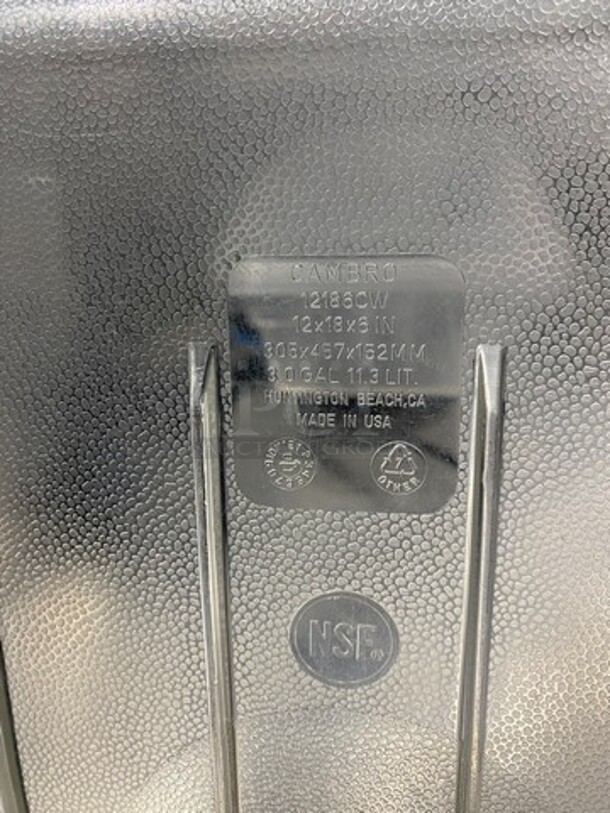 CAMBRO
12186CW
12x18x6 IN
305x457x152MM
3.0 GAL 11.3 LIT.
HUNTINGTON BEACH, CA
MADE IN USA
7
OTHER
NSF®